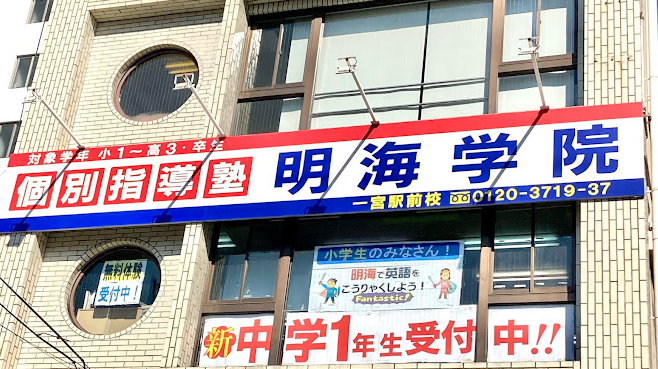 対象学年 小1～高3・卒生
個別指導塾 明海学院
一宮駅前校 0120-3719-37
無料体験
受付中！
小学生のみなさん！
明海で英語を
こうりゃくしよう！
Fantastic!
新中学1年生受付中!!